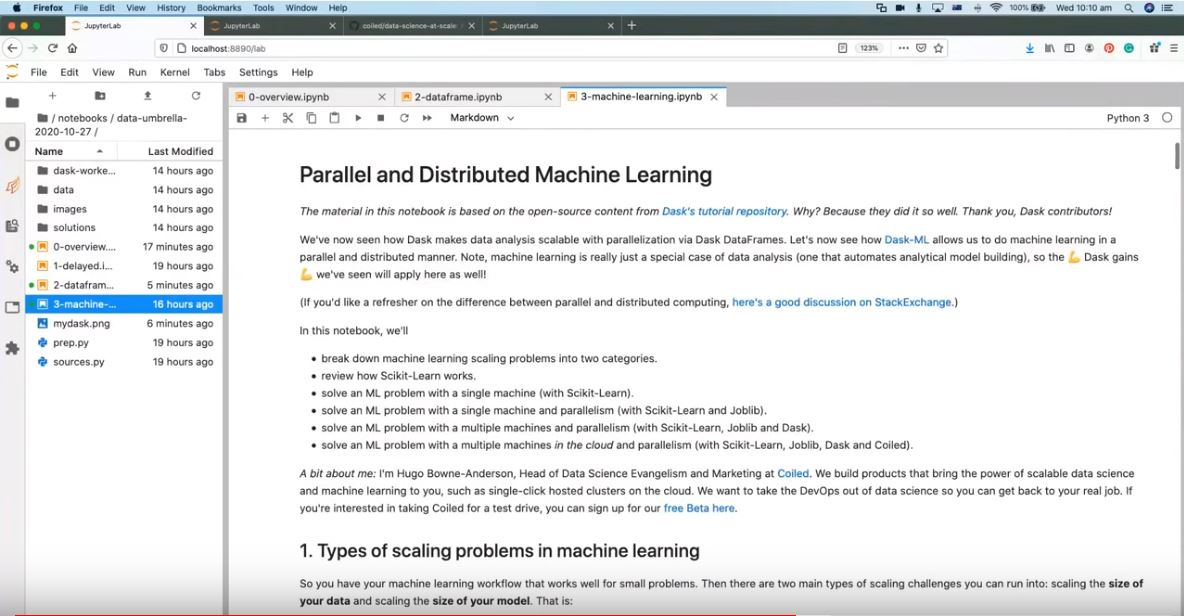 Firefox File Edit View History Bookmarks Tools Window Help 100% Wed 10:10 am
JupyterLab JupyterLab coiled/data-science-at-scale: JupyterLab
localhost:8890/lab 123%
File Edit View Run Kernel Tabs Settings Help
0-overview.ipynb 2-dataframe.ipynb 3-machine-learning.ipynb
Markdown Python 3
/ notebooks / data-umbrella-
2020-10-27 /
Name Last Modified
dask-worke... 14 hours ago
data 14 hours ago
images 14 hours ago
solutions 14 hours ago
0-overview.... 17 minutes ago
1-delayed.i... 19 hours ago
2-datafram... 5 minutes ago
3-machine-... 16 hours ago
mydask.png 6 minutes ago
prep.py 19 hours ago
sources.py 19 hours ago
Parallel and Distributed Machine Learning
The material in this notebook is based on the open-source content from Dask's tutorial repository. Why? Because they did it so well. Thank you, Dask contributors!
We've now seen how Dask makes data analysis scalable with parallelization via Dask DataFrames. Let's now see how Dask-ML allows us to do machine learning in a
parallel and distributed manner. Note, machine learning is really just a special case of data analysis (one that automates analytical model building), so the 💪 Dask gains
💪 we've seen will apply here as well!
(If you'd like a refresher on the difference between parallel and distributed computing, here's a good discussion on StackExchange.)
In this notebook, we'll
• break down machine learning scaling problems into two categories.
• review how Scikit-Learn works.
• solve an ML problem with a single machine (with Scikit-Learn).
• solve an ML problem with a single machine and parallelism (with Scikit-Learn and Joblib).
• solve an ML problem with a multiple machines and parallelism (with Scikit-Learn, Joblib and Dask).
• solve an ML problem with a multiple machines in the cloud and parallelism (with Scikit-Learn, Joblib, Dask and Coiled).
A bit about me: I'm Hugo Bowne-Anderson, Head of Data Science Evangelism and Marketing at Coiled. We build products that bring the power of scalable data science
and machine learning to you, such as single-click hosted clusters on the cloud. We want to take the DevOps out of data science so you can get back to your real job. If
you're interested in taking Coiled for a test drive, you can sign up for our free Beta here.
1. Types of scaling problems in machine learning
So you have your machine learning workflow that works well for small problems. Then there are two main types of scaling challenges you can run into: scaling the size of
your data and scaling the size of your model. That is: